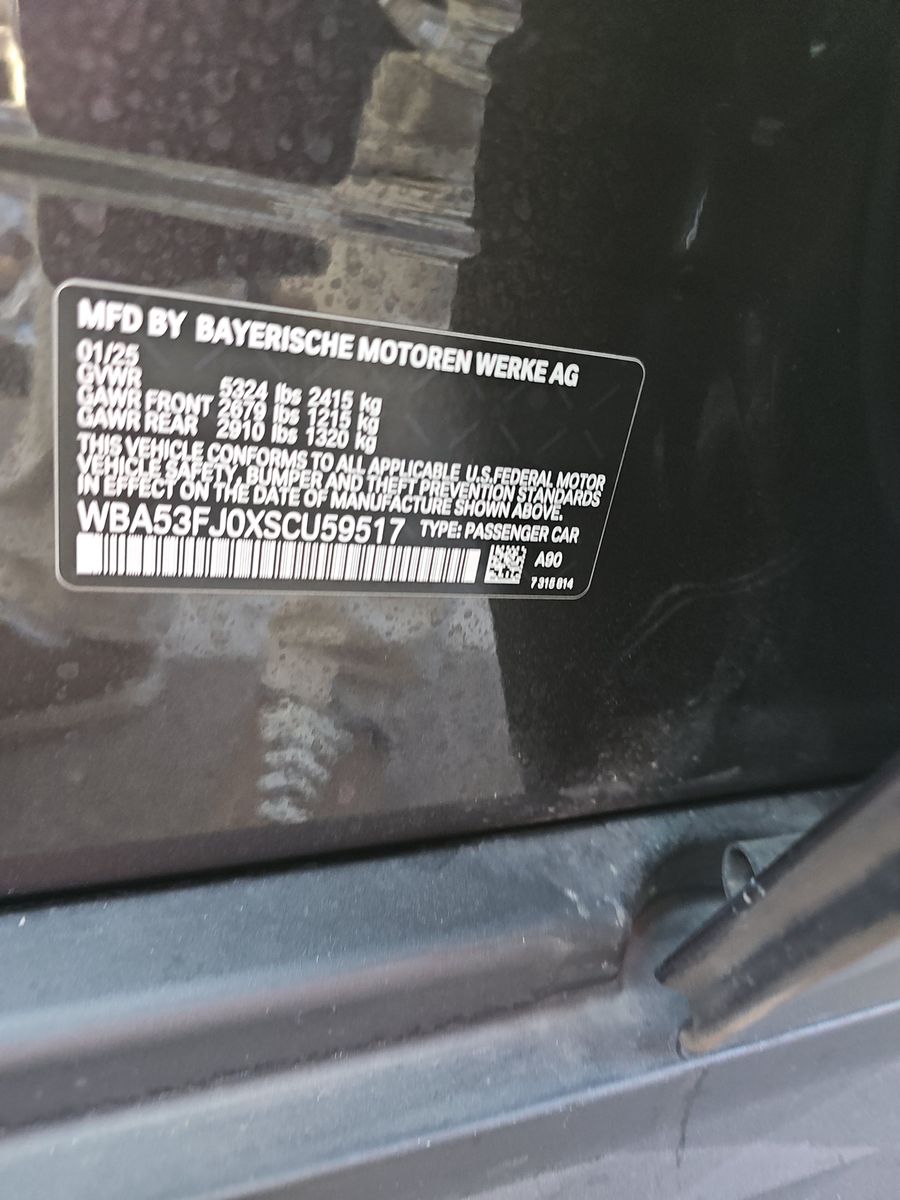 MFD BY BAYERISCHE MOTOREN WERKE AG
01/25
GVWR 5324 lbs 2415 kg
GAWR FRONT 2679 lbs 1215 kg
GAWR REAR 2910 lbs 1320 kg
THIS VEHICLE CONFORMS TO ALL APPLICABLE U.S.FEDERAL MOTOR
VEHICLE SAFETY, BUMPER AND THEFT PREVENTION STANDARDS
IN EFFECT ON THE DATE OF MANUFACTURE SHOWN ABOVE.
WBA53FJ0XSCU59517 TYPE: PASSENGER CAR
A90
7 316 814